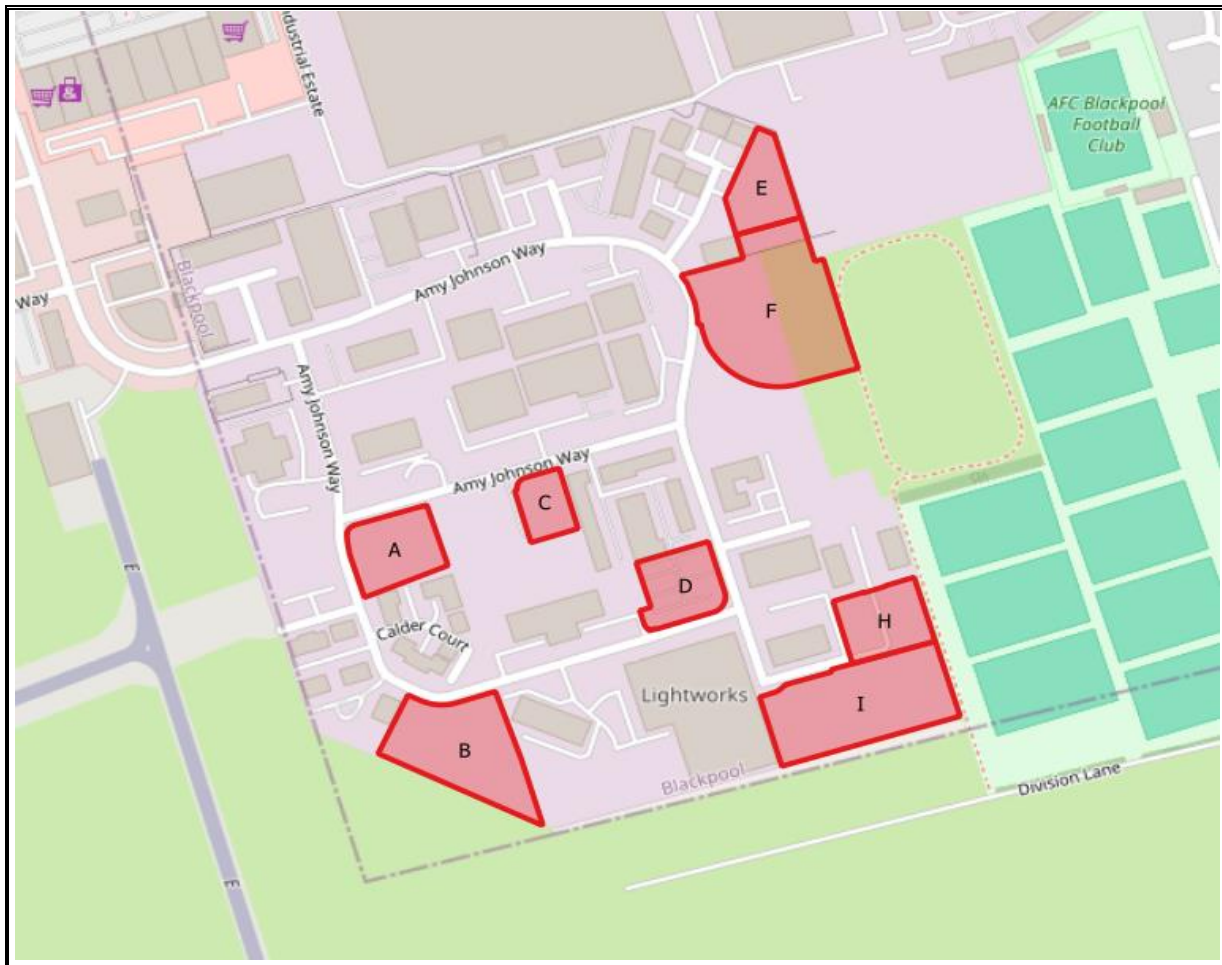 ndustrial Estate
AFC Blackpool
Football
Club
E
Blackpool
Amy Johnson Way
Way
F
Amy Johnson Way
Amy Johnson Way
C
A
E
D
H
Calder Court
Lightworks
I
B
Blackpool
Division Lane
E